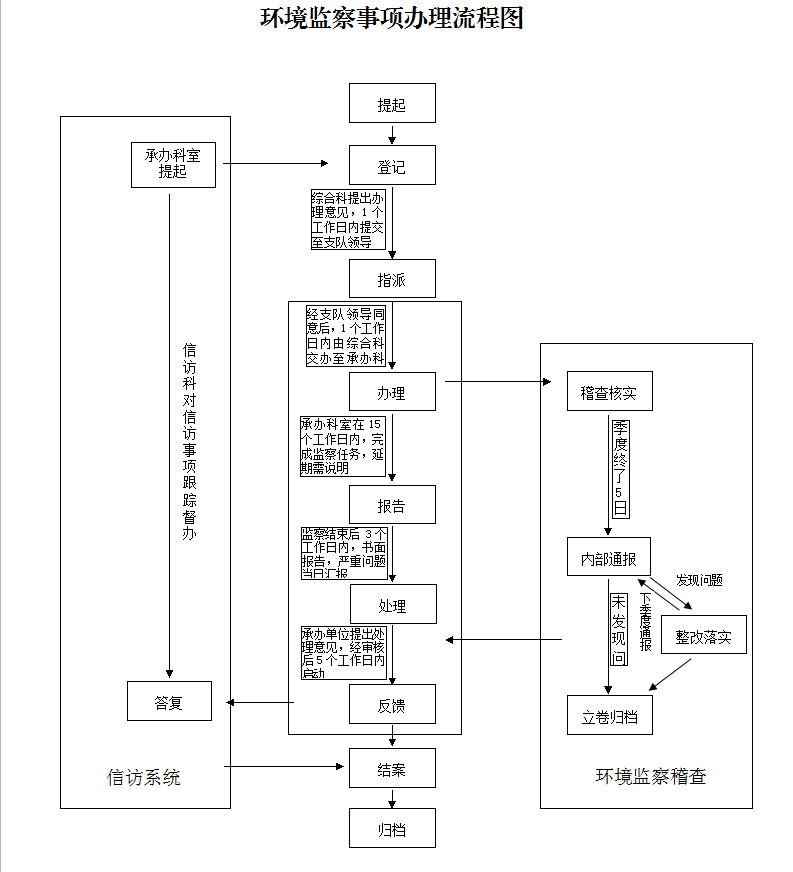 环境监察事项办理流程图
提起
承办科室
提起
登记
综合科提出办
理意见，1个
工作日内提交
至支队领导
指派
经支队领导同
意后，1个工作
日内由综合科
交办至承办科
办理
承办科室在 15
个工作日内，完
成监察任务，延
期需说明
报告
监察结束后 3个
工作日内，书面
报告，严重问题
当日汇报
处理
承办单位提出处
理意见，经审核
后5个工作日内
启动
反馈
结案
归档
信访科对信访事项跟踪督办
答复
信访系统
稽查核实
季度终了5日
内部通报
发现问题
未发现问
下季度通报
整改落实
立卷归档
环境监察稽查